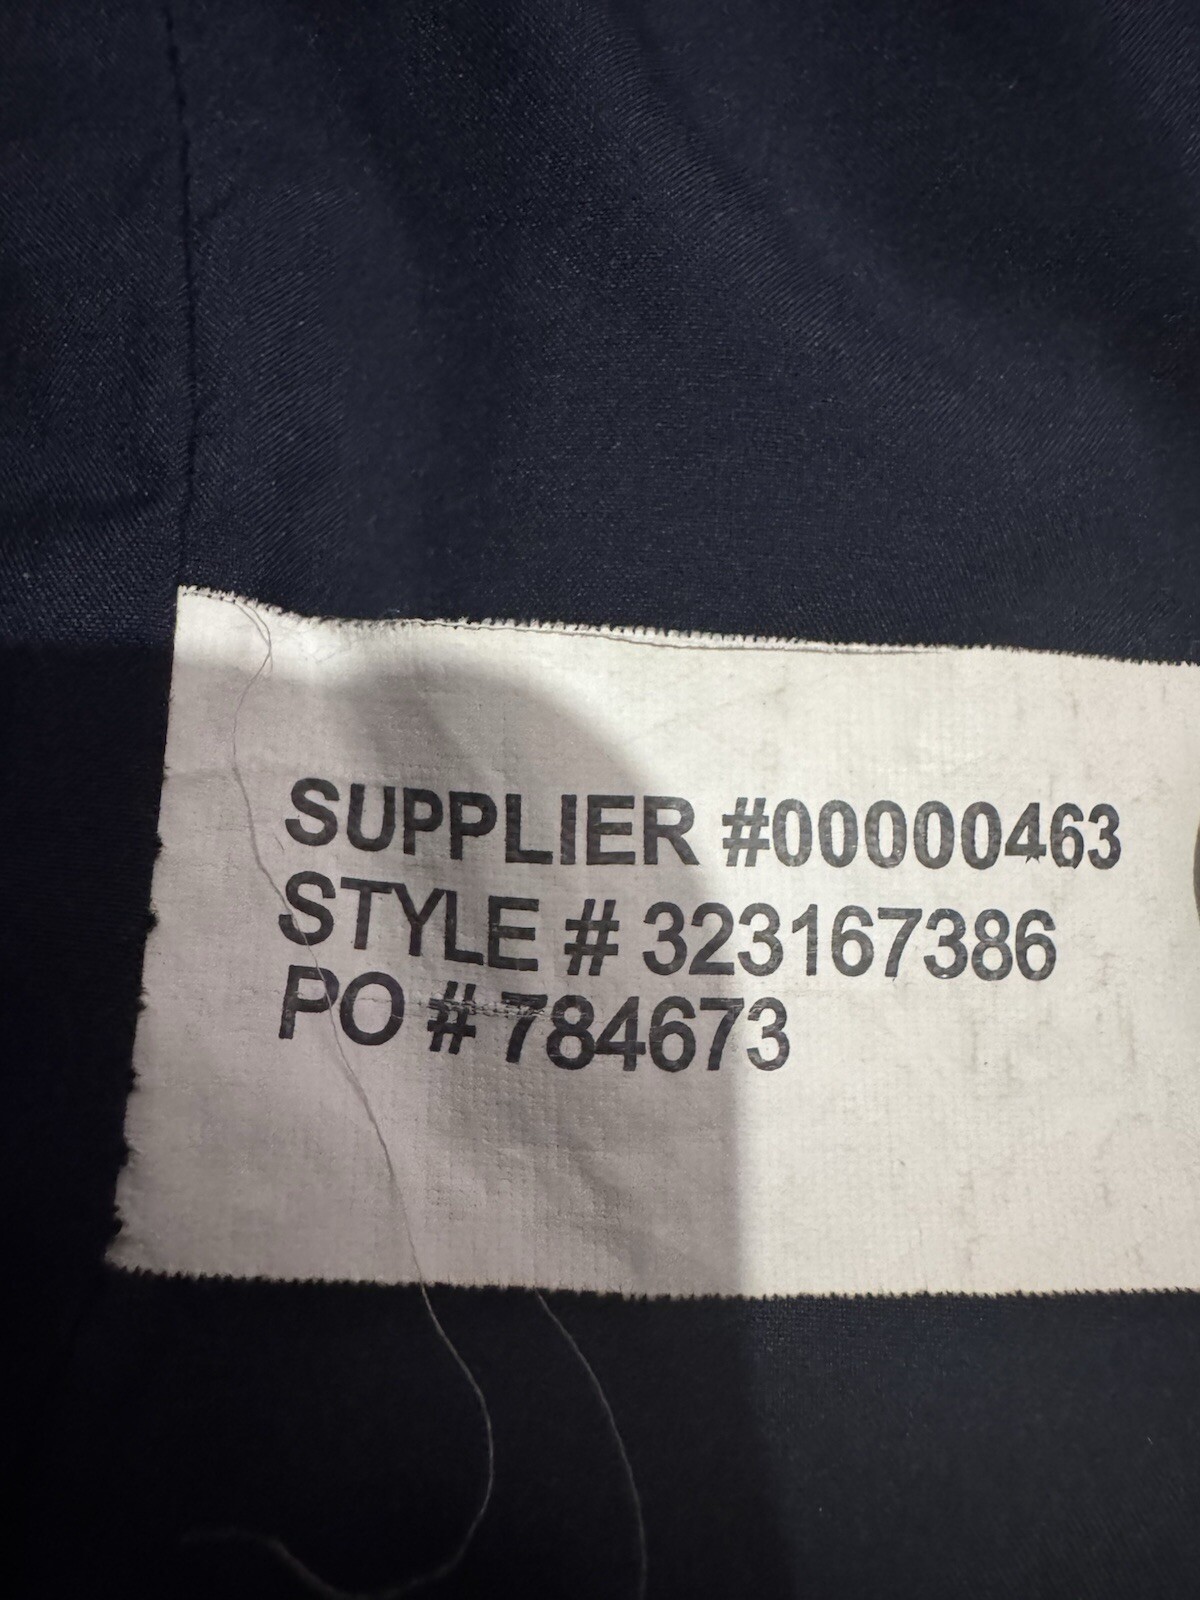 SUPPLIER #00000463
STYLE # 323167386
PO # 784673